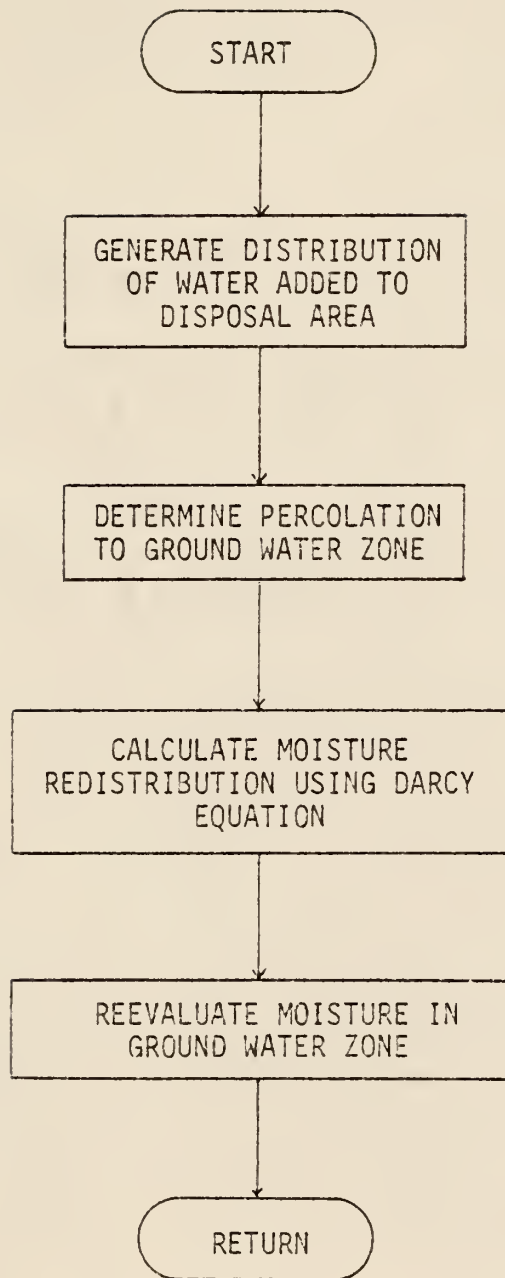 START
GENERATE DISTRIBUTION
OF WATER ADDED TO
DISPOSAL AREA
DETERMINE PERCOLATION
TO GROUND WATER ZONE
CALCULATE MOISTURE
REDISTRIBUTION USING DARCY
EQUATION
REEVALUATE MOISTURE IN
GROUND WATER ZONE
RETURN